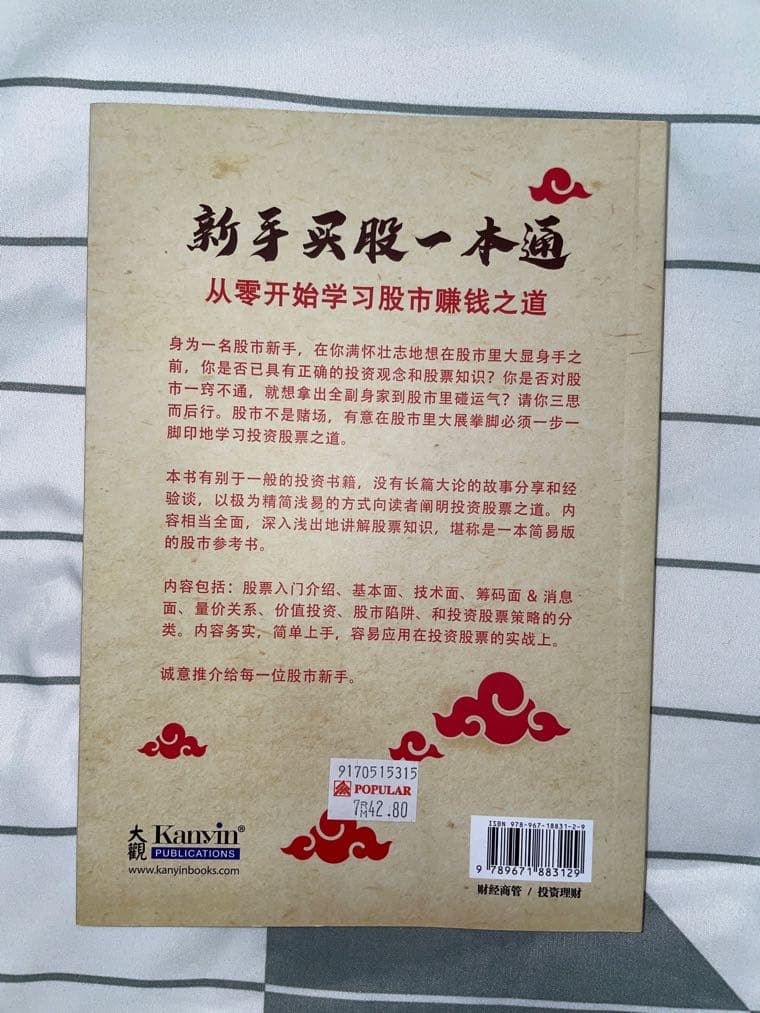 新手买股一本通
从零开始学习股市赚钱之道
身为一名股市新手，在你满怀壮志地想在股市里大显身手之
前，你是否已具有正确的投资观念和股票知识？你是否对股
市一窍不通，就想拿出全副身家到股市里碰运气？请你三思
而后行。股市不是赌场，有意在股市里大展拳脚必须一步一
脚印地学习投资股票之道。
本书有别于一般的投资书籍，没有长篇大论的故事分享和经
验谈，以极为精简浅易的方式向读者阐明投资股票之道。内
容相当全面，深入浅出地讲解股票知识，堪称是一本简易版
的股市参考书。
内容包括：股票入门介绍、基本面、技术面、筹码面 & 消息
面、量价关系、价值投资、股市陷阱、和投资股票策略的分
类。内容务实，简单上手，容易应用在投资股票的实战上。
诚意推介给每一位股市新手。
9170515315
POPULAR
7RM42.80
大觀
Kanyin®
PUBLICATIONS
www.kanyinbooks.com
ISBN 978-967-18831-2-9
9 789671 883129
财经商管 / 投资理财